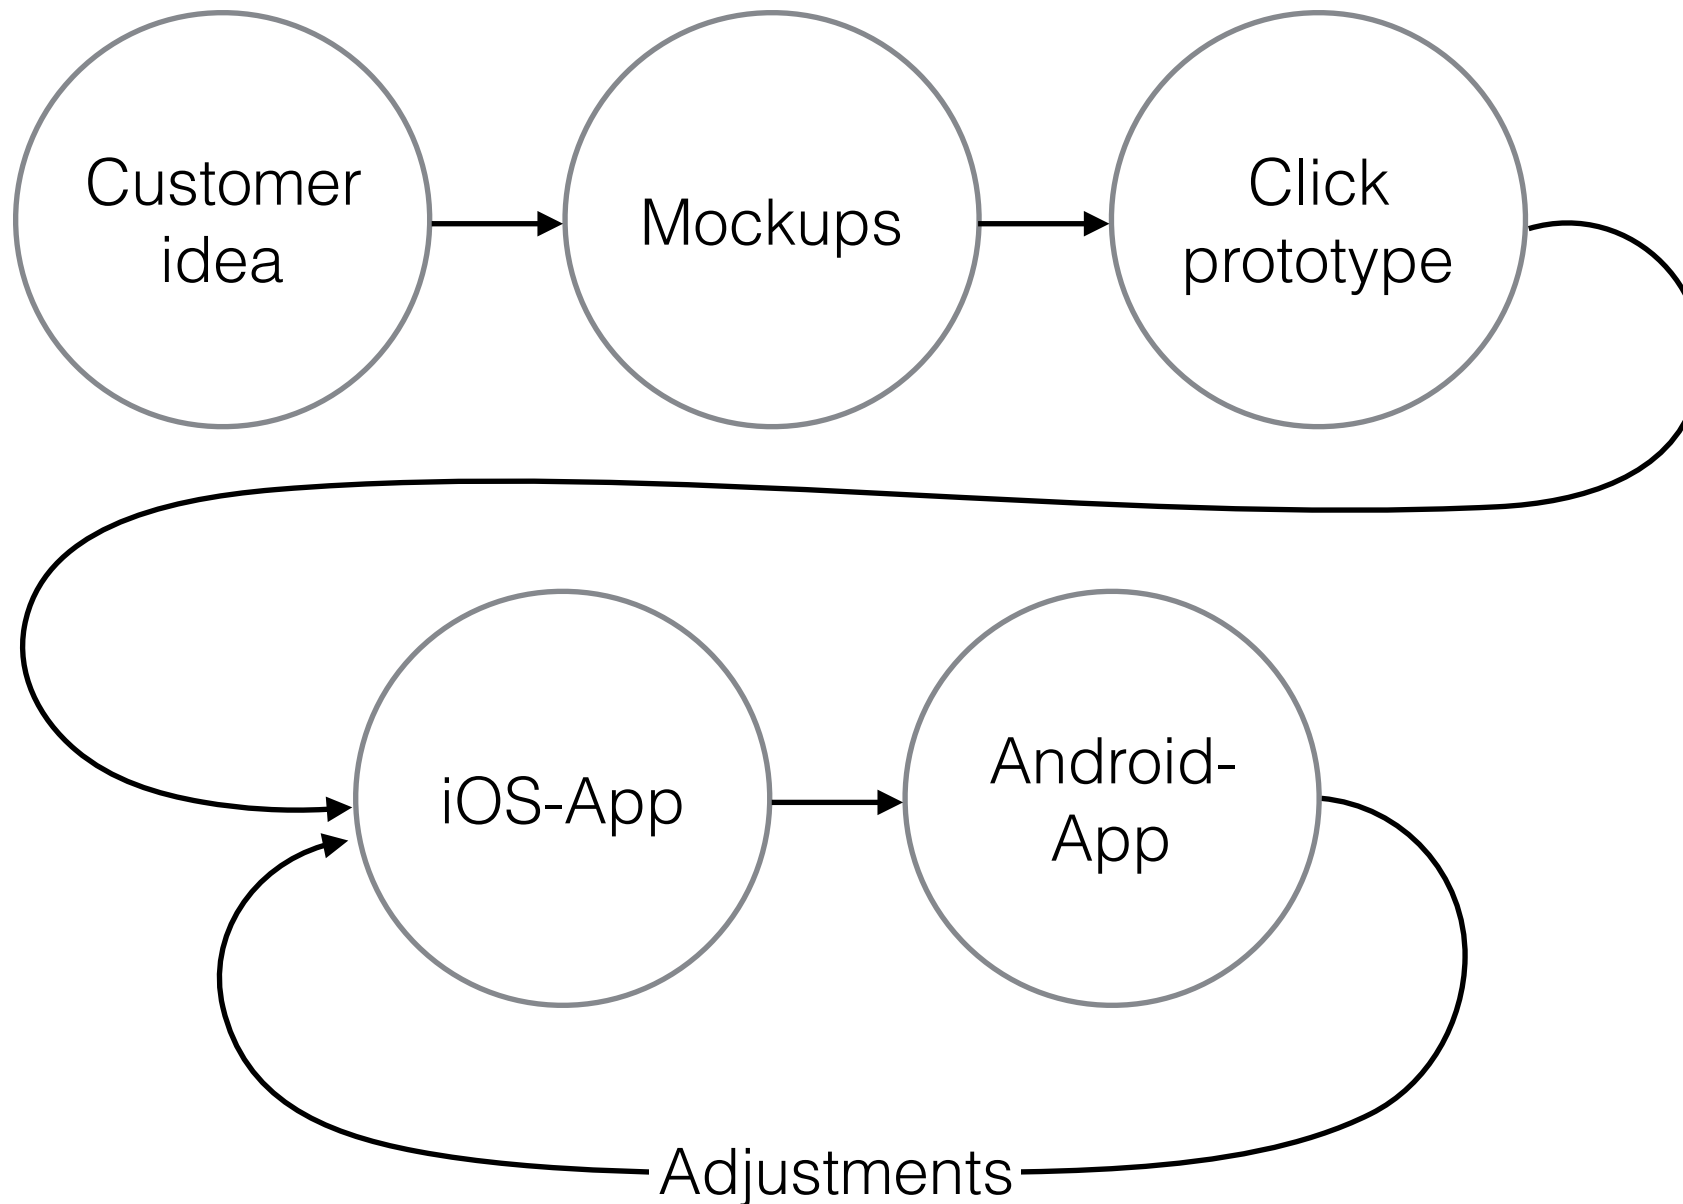 Customer
idea
Mockups
Click
prototype
iOS-App
Android-
App
Adjustments